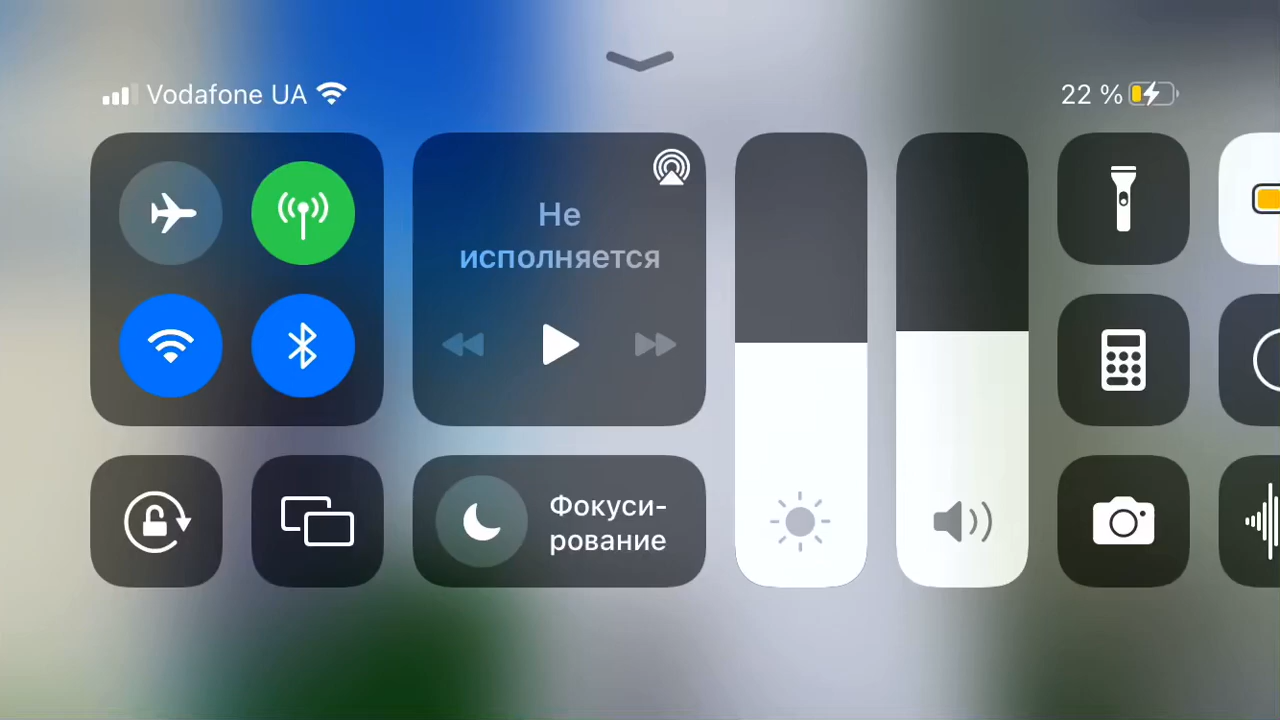 Vodafone UA
22 %
Не
исполняется
Фокуси-
рование